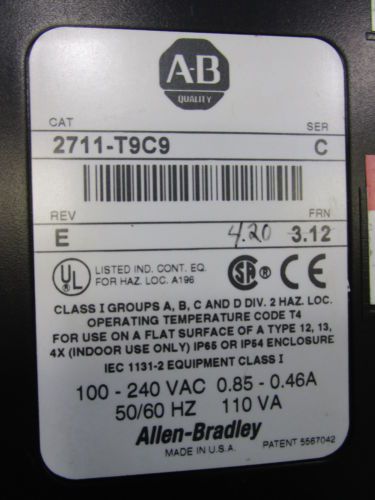 A-B
QUALITY
CAT SER
2711-T9C9 C
REV FRN
E 4.20 3.12
UL LISTED IND. CONT. EQ.
FOR HAZ. LOC. A196
SA CE
CLASS I GROUPS A, B, C AND D DIV. 2 HAZ. LOC.
OPERATING TEMPERATURE CODE T4
FOR USE ON A FLAT SURFACE OF A TYPE 12, 13,
4X (INDOOR USE ONLY) IP65 OR IP54 ENCLOSURE
IEC 1131-2 EQUIPMENT CLASS I
100 - 240 VAC 0.85 - 0.46A
50/60 HZ 110 VA
Allen-Bradley
MADE IN U.S.A. PATENT 5567042